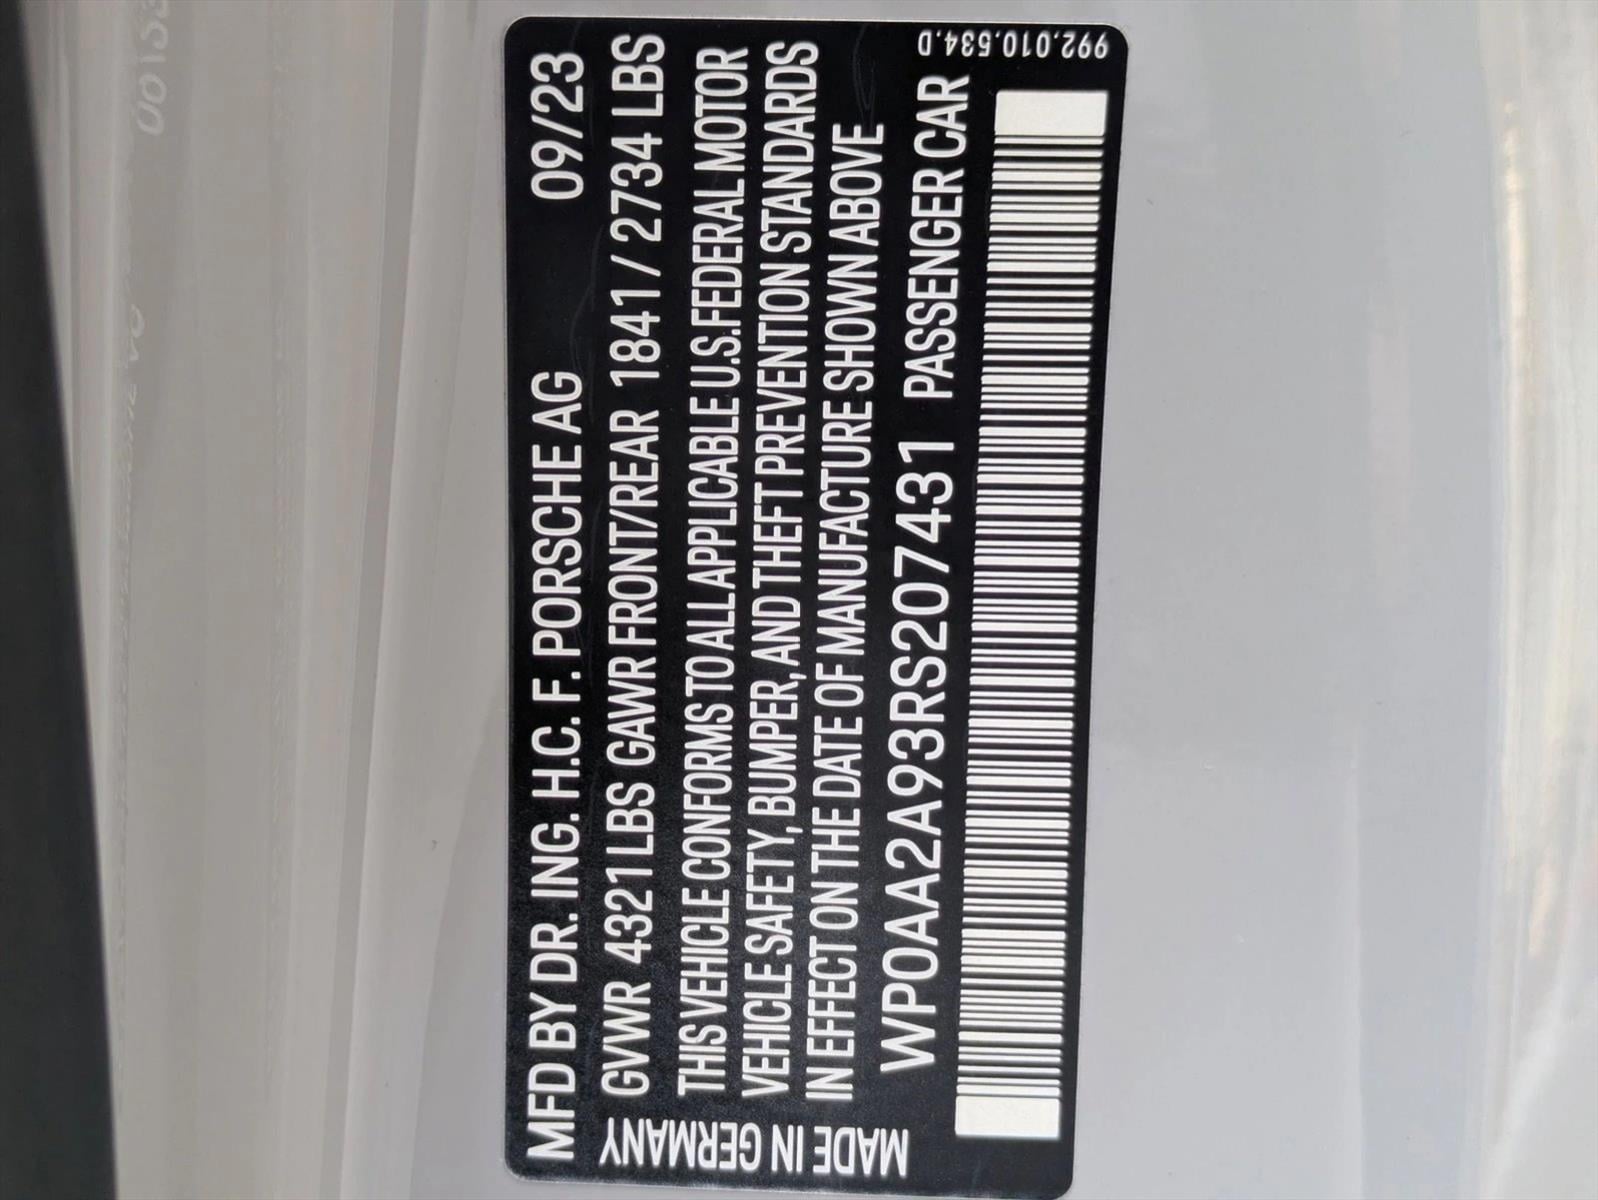 MFD BY DR. ING. H.C. F. PORSCHE AG 09/23
GVWR 4321 LBS GAWR FRONT/REAR 1841 / 2734 LBS
THIS VEHICLE CONFORMS TO ALL APPLICABLE U.S. FEDERAL MOTOR
VEHICLE SAFETY, BUMPER, AND THEFT PREVENTION STANDARDS
IN EFFECT ON THE DATE OF MANUFACTURE SHOWN ABOVE
WP0AA2A93RS207431 PASSENGER CAR
MADE IN GERMANY
992.010.534.D